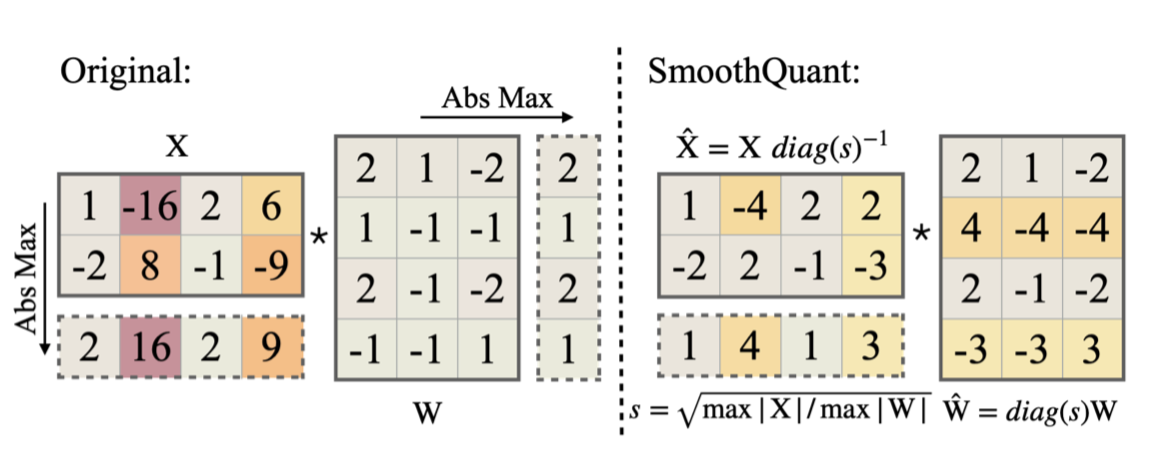 Original:
Abs Max
X
Abs Max
1 -16 2 6
-2 8 -1 -9
2 16 2 9
*
2 1 -2
1 -1 -1
2 -1 -2
-1 -1 1
2
1
2
1
W
SmoothQuant:
X̂ = X diag(s)⁻¹
1 -4 2 2
-2 2 -1 -3
1 4 1 3
s = √max |X|/max |W|
*
2 1 -2
4 -4 -4
2 -1 -2
-3 -3 3
Ŵ = diag(s)W